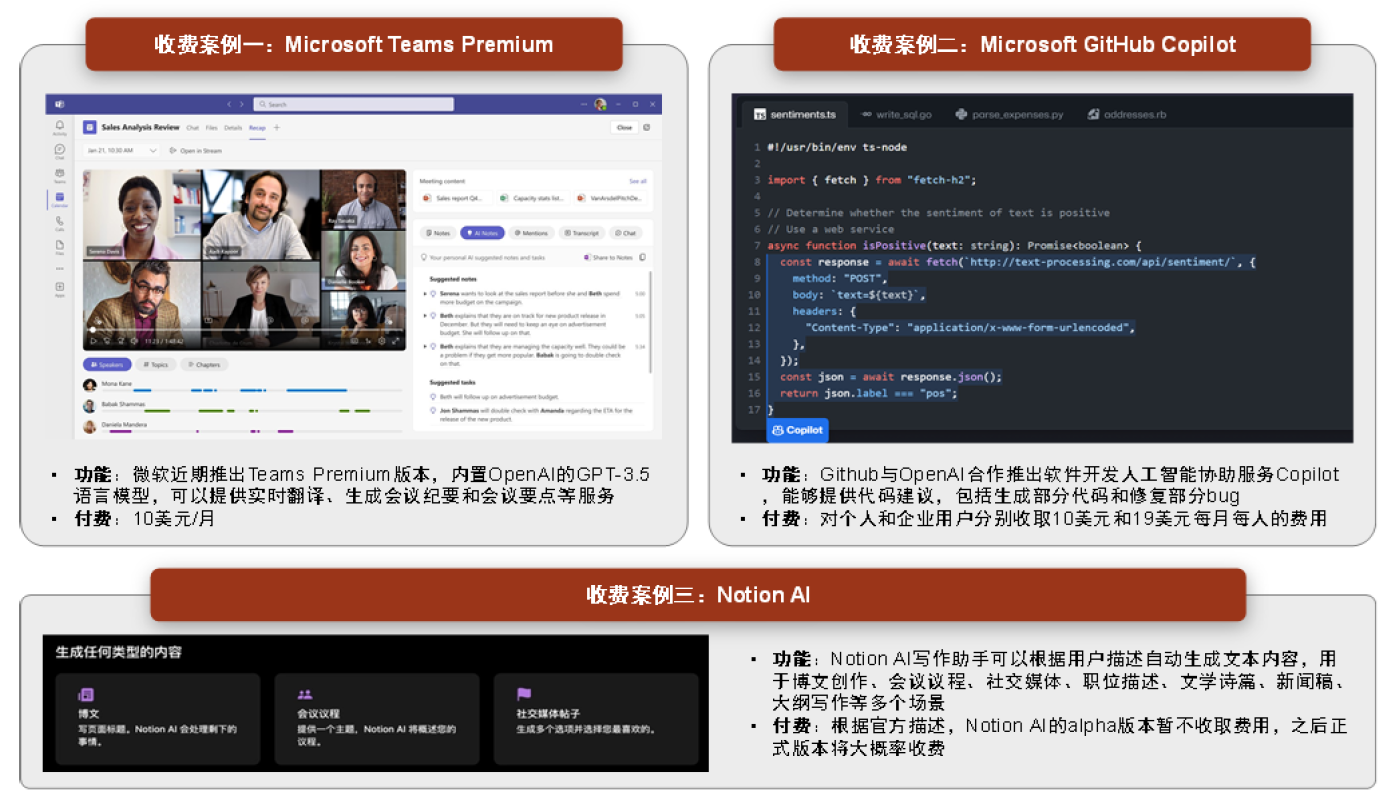 收费案例一：Microsoft Teams Premium
Search
Sales Analysis Review Chat Files Details Recap +
Close
Jan 21, 10:30 AM
Open in Stream
Serena Davis
Aadi Kapoor
Ray Tanaka
Danielle Booker
11:23 / 1:48:42
Speakers
Topics
Chapters
Mona Kane
Babak Shammas
Daniela Mandera
Meeting content
See all
Sales report Q4...
Capacity stats list...
VanArsdelPitchDe...
Notes
AI Notes
Mentions
Transcript
Chat
Your personal AI suggested notes and tasks
Share to Notes
Suggested notes
Serena wants to look at the sales report before she and Beth spend
more budget on the campaign.
Beth explains that they are on track for new product release in
December. But they will need to keep an eye on advertisement
budget. She will follow up on that.
Beth explains that they are managing the capacity well. They could be
a problem if they get more popular. Babak is going to double check
on that.
Suggested tasks
Beth will follow up on advertisement budget.
Jon Shammas will double check with Amanda regarding the ETA for the
release of the new product.
▪ 功能：微软近期推出Teams Premium版本，内置OpenAI的GPT-3.5
语言模型，可以提供实时翻译、生成会议纪要和会议要点等服务
▪ 付费：10美元/月
收费案例二：Microsoft GitHub Copilot
sentiments.ts
write_sql.go
parse_expenses.py
addresses.rb
1 #!/usr/bin/env ts-node
2
3 import { fetch } from "fetch-h2";
4
5 // Determine whether the sentiment of text is positive
6 // Use a web service
7 async function isPositive(text: string): Promise<boolean> {
8 const response = await fetch(`http://text-processing.com/api/sentiment/`, {
9 method: "POST",
10 body: `text=${text}`,
11 headers: {
12 "Content-Type": "application/x-www-form-urlencoded",
13 },
14 });
15 const json = await response.json();
16 return json.label === "pos";
17 }
Copilot
▪ 功能：Github与OpenAI合作推出软件开发人工智能协助服务Copilot
，能够提供代码建议，包括生成部分代码和修复部分bug
▪ 付费：对个人和企业用户分别收取10美元和19美元每月每人的费用
收费案例三：Notion AI
生成任何类型的内容
博文
写页面标题，Notion AI 会处理剩下的
事情。
会议议程
提供一个主题，Notion AI 将概述您的
议程。
社交媒体帖子
生成多个选项并选择您最喜欢的。
▪ 功能：Notion AI写作助手可以根据用户描述自动生成文本内容，用
于博文创作、会议议程、社交媒体、职位描述、文学诗篇、新闻稿、
大纲写作等多个场景
▪ 付费：根据官方描述，Notion AI的alpha版本暂不收取费用，之后正
式版本将大概率收费